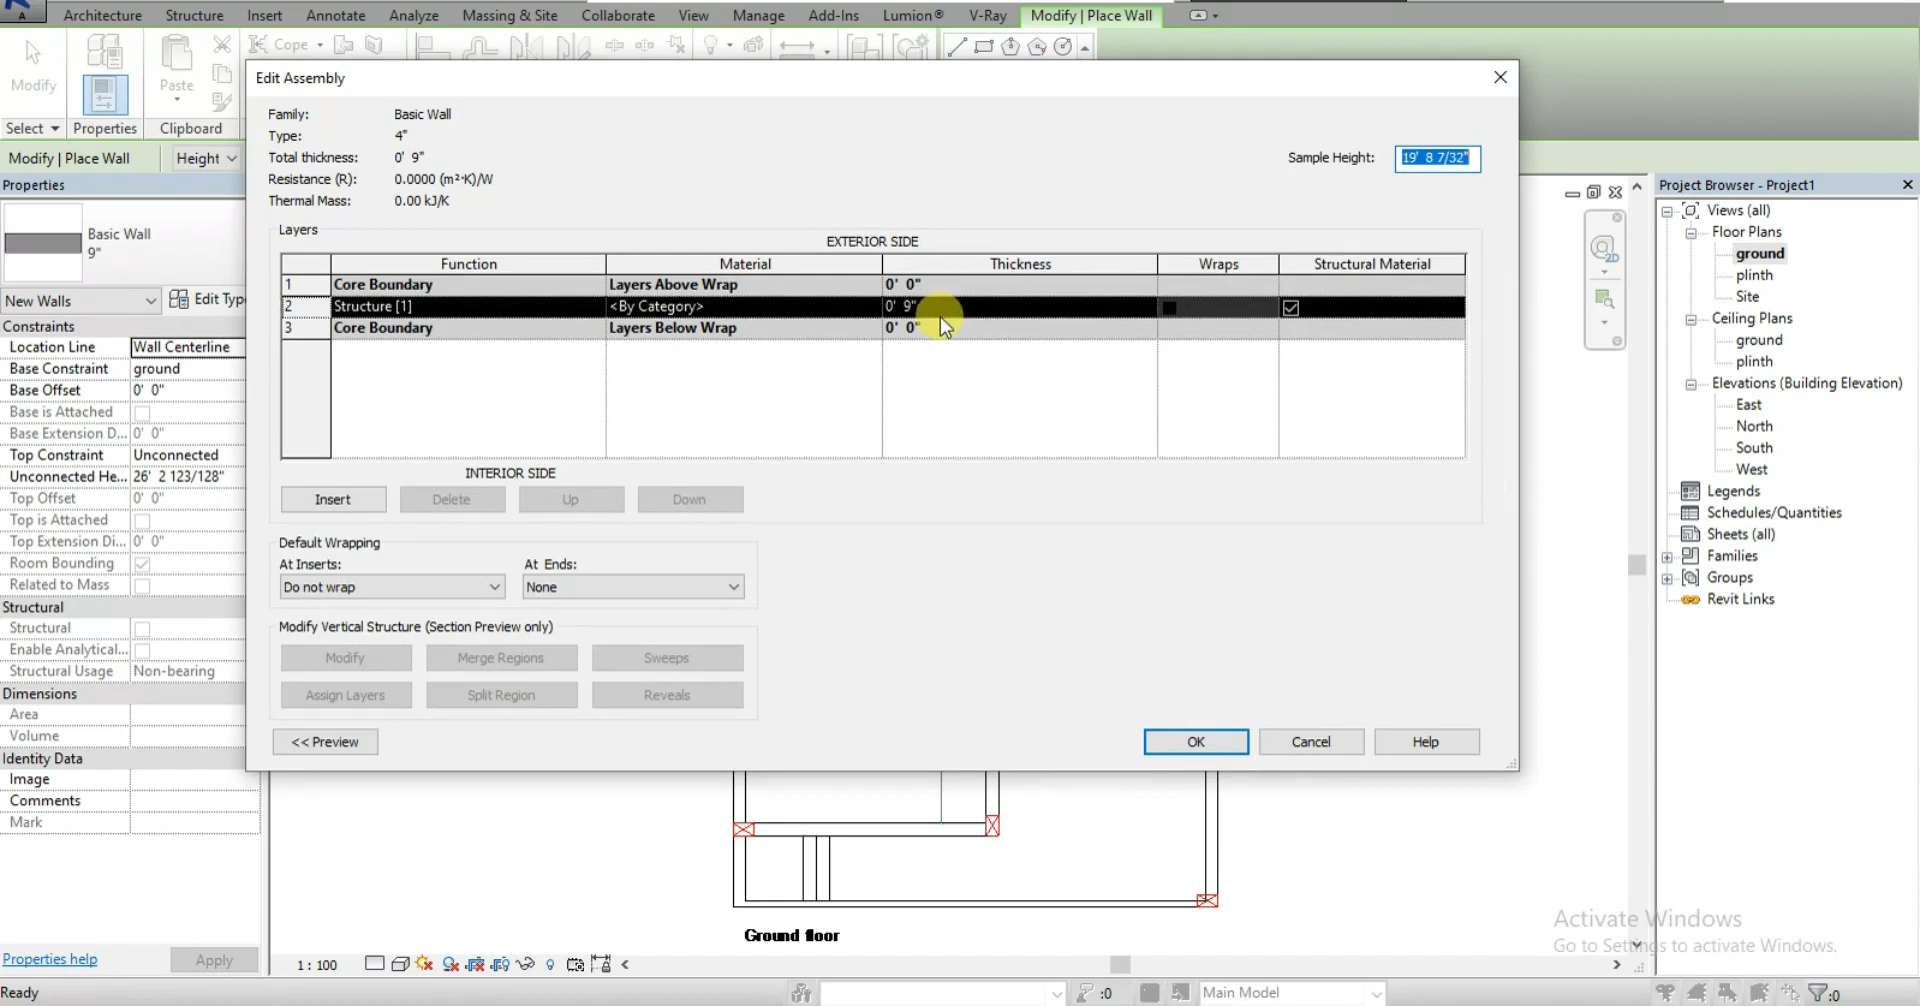 Architecture Structure Insert Annotate Analyze Massing & Site Collaborate View Manage Add-Ins Lumion® V-Ray Modify | Place Wall
Cope
Modify
Paste
Select Properties Clipboard
Modify | Place Wall Height
Properties
Basic Wall
9"
New Walls Edit Type
Constraints
Location Line Wall Centerline
Base Constraint ground
Base Offset 0' 0"
Base is Attached
Base Extension D... 0' 0"
Top Constraint Unconnected
Unconnected He... 26' 2 123/128"
Top Offset 0' 0"
Top is Attached
Top Extension Di... 0' 0"
Room Bounding
Related to Mass
Structural
Structural
Enable Analytical...
Structural Usage Non-bearing
Dimensions
Area
Volume
Identity Data
Image
Comments
Mark
Properties help Apply
Edit Assembly
Family: Basic Wall
Type: 4"
Total thickness: 0' 9"
Resistance (R): 0.0000 (m²·K)/W
Thermal Mass: 0.00 kJ/K
Sample Height: 19' 8 7/32"
Layers
EXTERIOR SIDE
Function Material Thickness Wraps Structural Material
1 Core Boundary Layers Above Wrap 0' 0"
2 Structure [1] <By Category> 0' 9"
3 Core Boundary Layers Below Wrap 0' 0"
INTERIOR SIDE
Insert Delete Up Down
Default Wrapping
At Inserts: At Ends:
Do not wrap None
Modify Vertical Structure (Section Preview only)
Modify Merge Regions Sweeps
Assign Layers Split Region Reveals
<< Preview OK Cancel Help
Ground floor
1 : 100
Project Browser - Project1
Views (all)
Floor Plans
ground
plinth
Site
Ceiling Plans
ground
plinth
Elevations (Building Elevation)
East
North
South
West
Legends
Schedules/Quantities
Sheets (all)
Families
Groups
Revit Links
Activate Windows
Go to Settings to activate Windows.
Ready :0 Main Model :0